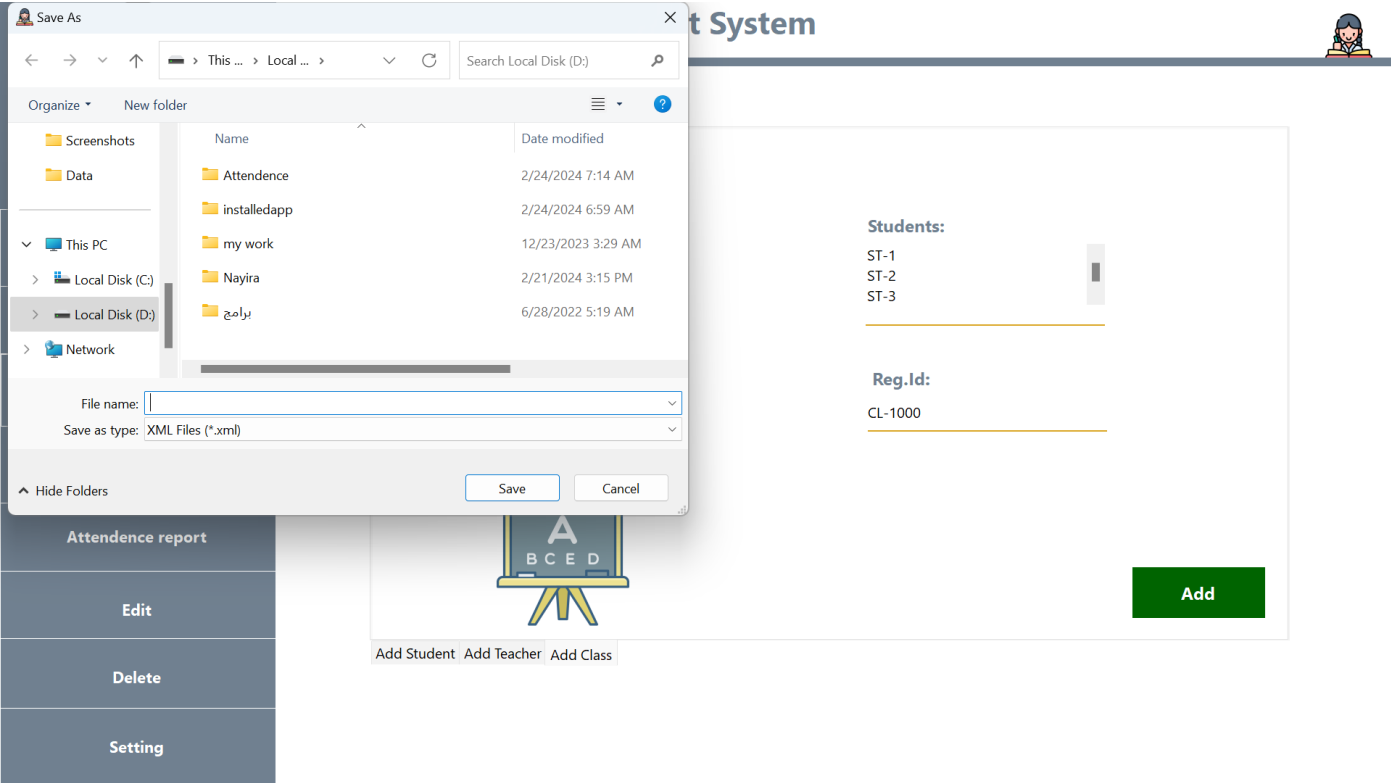 Save As
t System
This ... > Local ... >
Search Local Disk (D:)
Organize
New folder
?
Screenshots
Data
This PC
Local Disk (C:)
Local Disk (D:)
Network
Name
Date modified
Attendence
2/24/2024 7:14 AM
installedapp
2/24/2024 6:59 AM
my work
12/23/2023 3:29 AM
Nayira
2/21/2024 3:15 PM
برامج
6/28/2022 5:19 AM
File name:
Save as type:
XML Files (*.xml)
Hide Folders
Save
Cancel
Students:
ST-1
ST-2
ST-3
Reg.Id:
CL-1000
A
B C E D
Add
Add Student
Add Teacher
Add Class
Attendence report
Edit
Delete
Setting